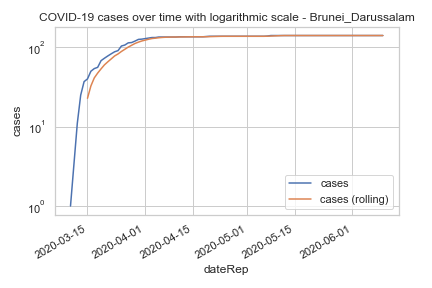 COVID-19 cases over time with logarithmic scale - Brunei_Darussalam
cases
10²
10¹
10⁰
cases
cases (rolling)
2020-03-15
2020-04-01
2020-04-15
2020-05-01
2020-05-15
2020-06-01
dateRep